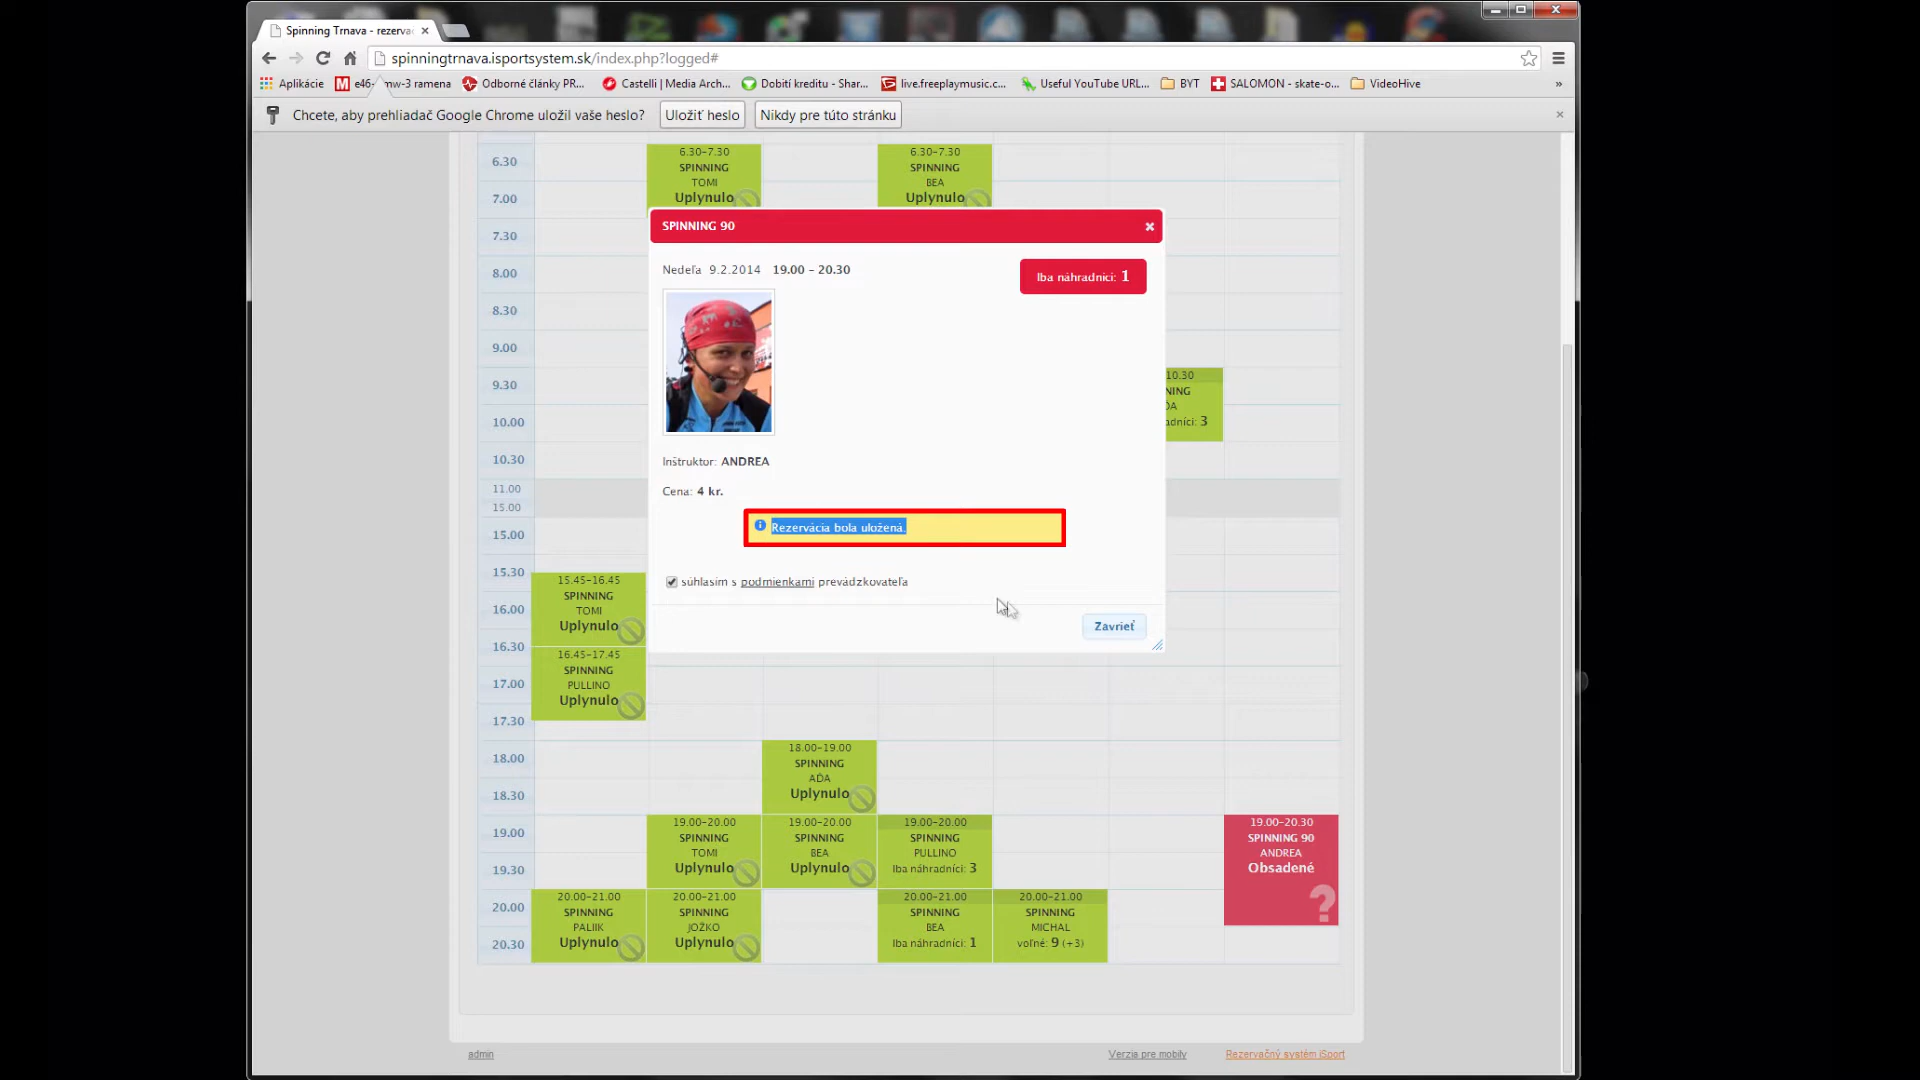 Spinning Trnava - rezervac
spinningtrnava.isportsystem.sk/index.php?logged#
Aplikácie
Odborné články PR...
Castelli | Media Arch...
Dobití kreditu - Shar...
live.freeplaymusic.c...
Useful YouTube URL...
BYT
SALOMON - skate-o...
VideoHive
»
Chcete, aby prehliadač Google Chrome uložil vaše heslo?
Uložiť heslo
Nikdy pre túto stránku
6.30
7.00
7.30
8.00
8.30
9.00
9.30
10.00
10.30
11.00
15.00
15.00
15.30
16.00
16.30
17.00
17.30
18.00
18.30
19.00
19.30
20.00
20.30
6.30-7.30
SPINNING
TOMI
Uplynulo
6.30-7.30
SPINNING
BEA
Uplynulo
SPINNING 90
Nedeľa 9.2.2014 19.00 - 20.30
Iba náhradníci: 1
Inštruktor: ANDREA
Cena: 4 kr.
Rezervácia bola uložená.
súhlasím s podmienkami prevádzkovateľa
Zavrieť
10.30
NING
ĎA
adníci: 3
15.45-16.45
SPINNING
TOMI
Uplynulo
16.45-17.45
SPINNING
PULLINO
Uplynulo
18.00-19.00
SPINNING
AĎA
Uplynulo
19.00-20.00
SPINNING
TOMI
Uplynulo
19.00-20.00
SPINNING
BEA
Uplynulo
19.00-20.00
SPINNING
PULLINO
Iba náhradníci: 3
19.00-20.30
SPINNING 90
ANDREA
Obsadené
?
20.00-21.00
SPINNING
PALIIK
Uplynulo
20.00-21.00
SPINNING
JOŽKO
Uplynulo
20.00-21.00
SPINNING
BEA
Iba náhradníci: 1
20.00-21.00
SPINNING
MICHAL
voľné: 9 (+3)
admin
Verzia pre mobily
Rezervačný systém iSport